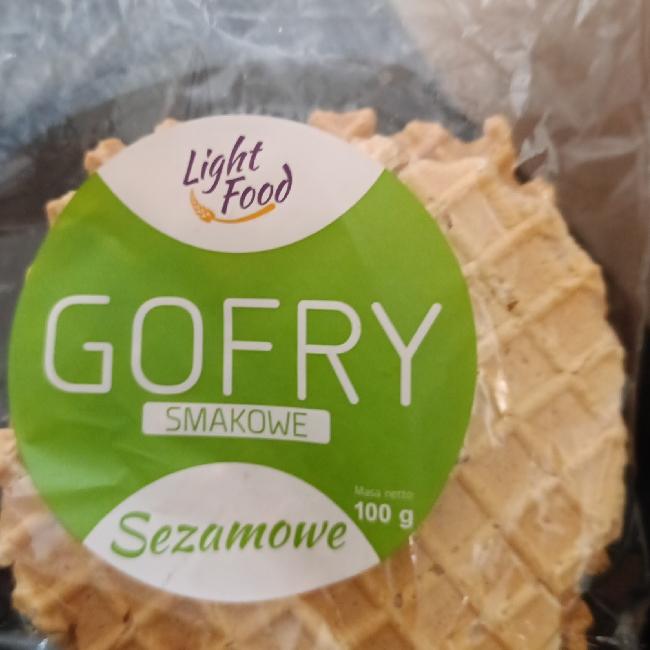 Light
Food
GOFRY
SMAKOWE
Masa netto
100 g
Sezamowe